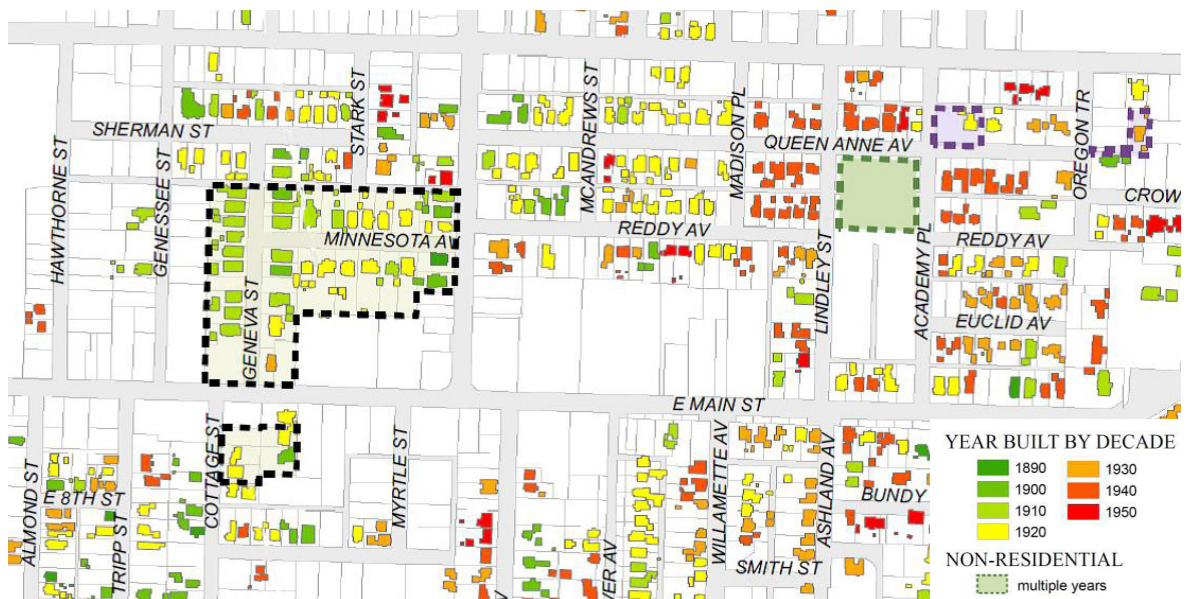 SHERMAN ST
STARK ST
MCANDREWS ST
MADISON PL
QUEEN ANNE AV
OREGON TR
HAWTHORNE ST
GENESSEE ST
CROW
MINNESOTA AV
REDDY AV
REDDY AV
LINDLEY ST
ACADEMY PL
GENEVA ST
EUCLID AV
E MAIN ST
COTTAGE ST
MYRTLE ST
WILLAMETTE AV
ASHLAND AV
ALMOND ST
E 8TH ST
TRIPP ST
BUNDY
SMITH ST
VER AV
V
YEAR BUILT BY DECADE
1890
1900
1910
1920
1930
1940
1950
NON-RESIDENTIAL
multiple years